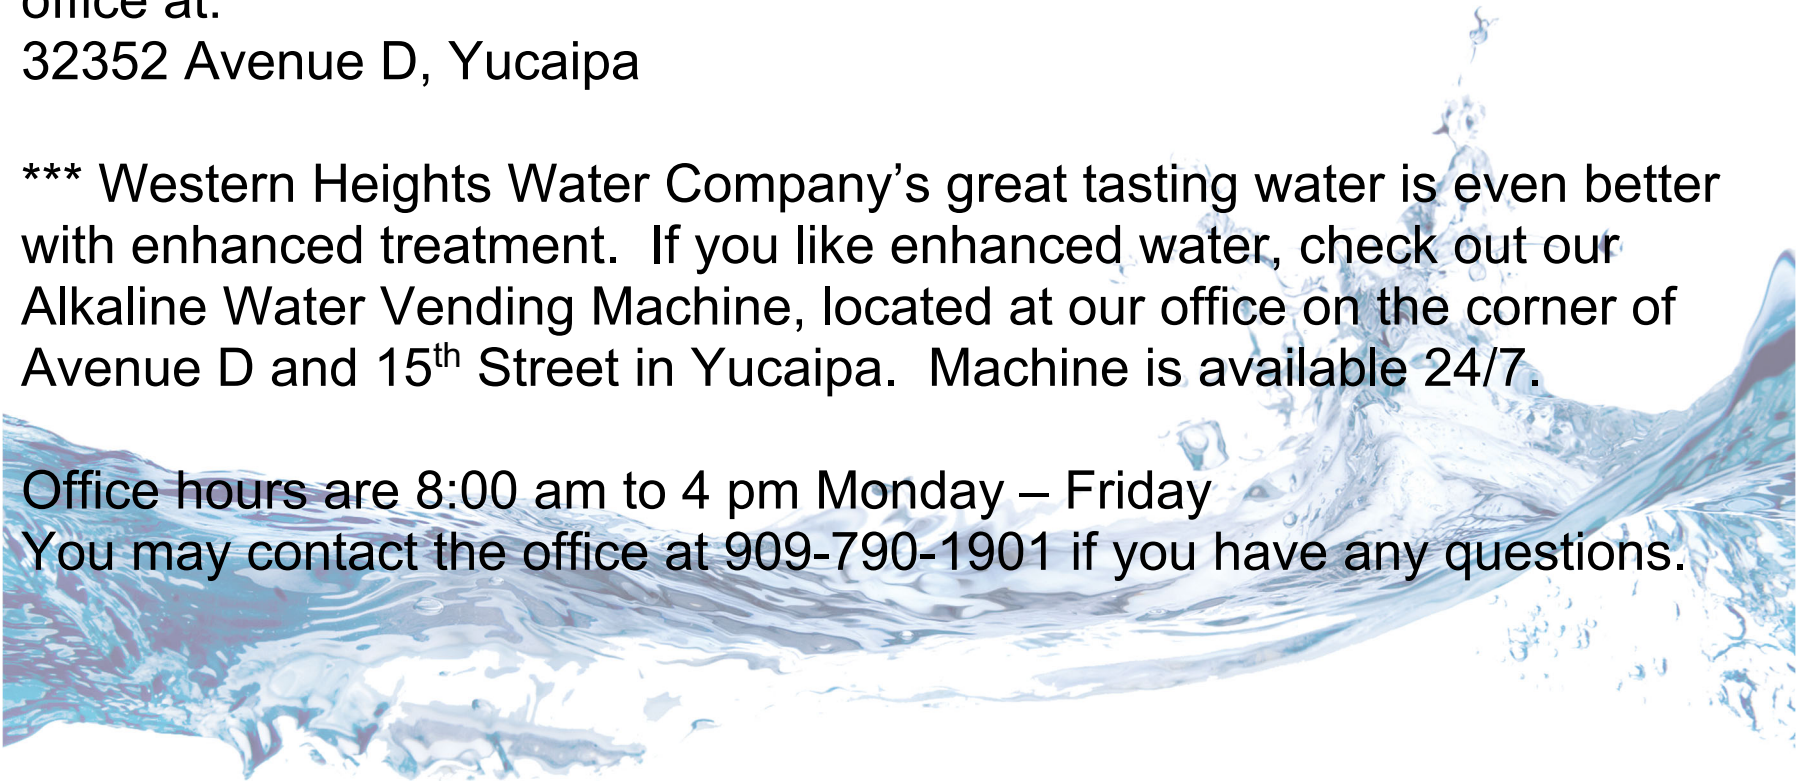 office at:
32352 Avenue D, Yucaipa
*** Western Heights Water Company’s great tasting water is even better
with enhanced treatment.  If you like enhanced water, check out our
Alkaline Water Vending Machine, located at our office on the corner of
Avenue D and 15th Street in Yucaipa.  Machine is available 24/7.
Office hours are 8:00 am to 4 pm Monday – Friday
You may contact the office at 909-790-1901 if you have any questions.